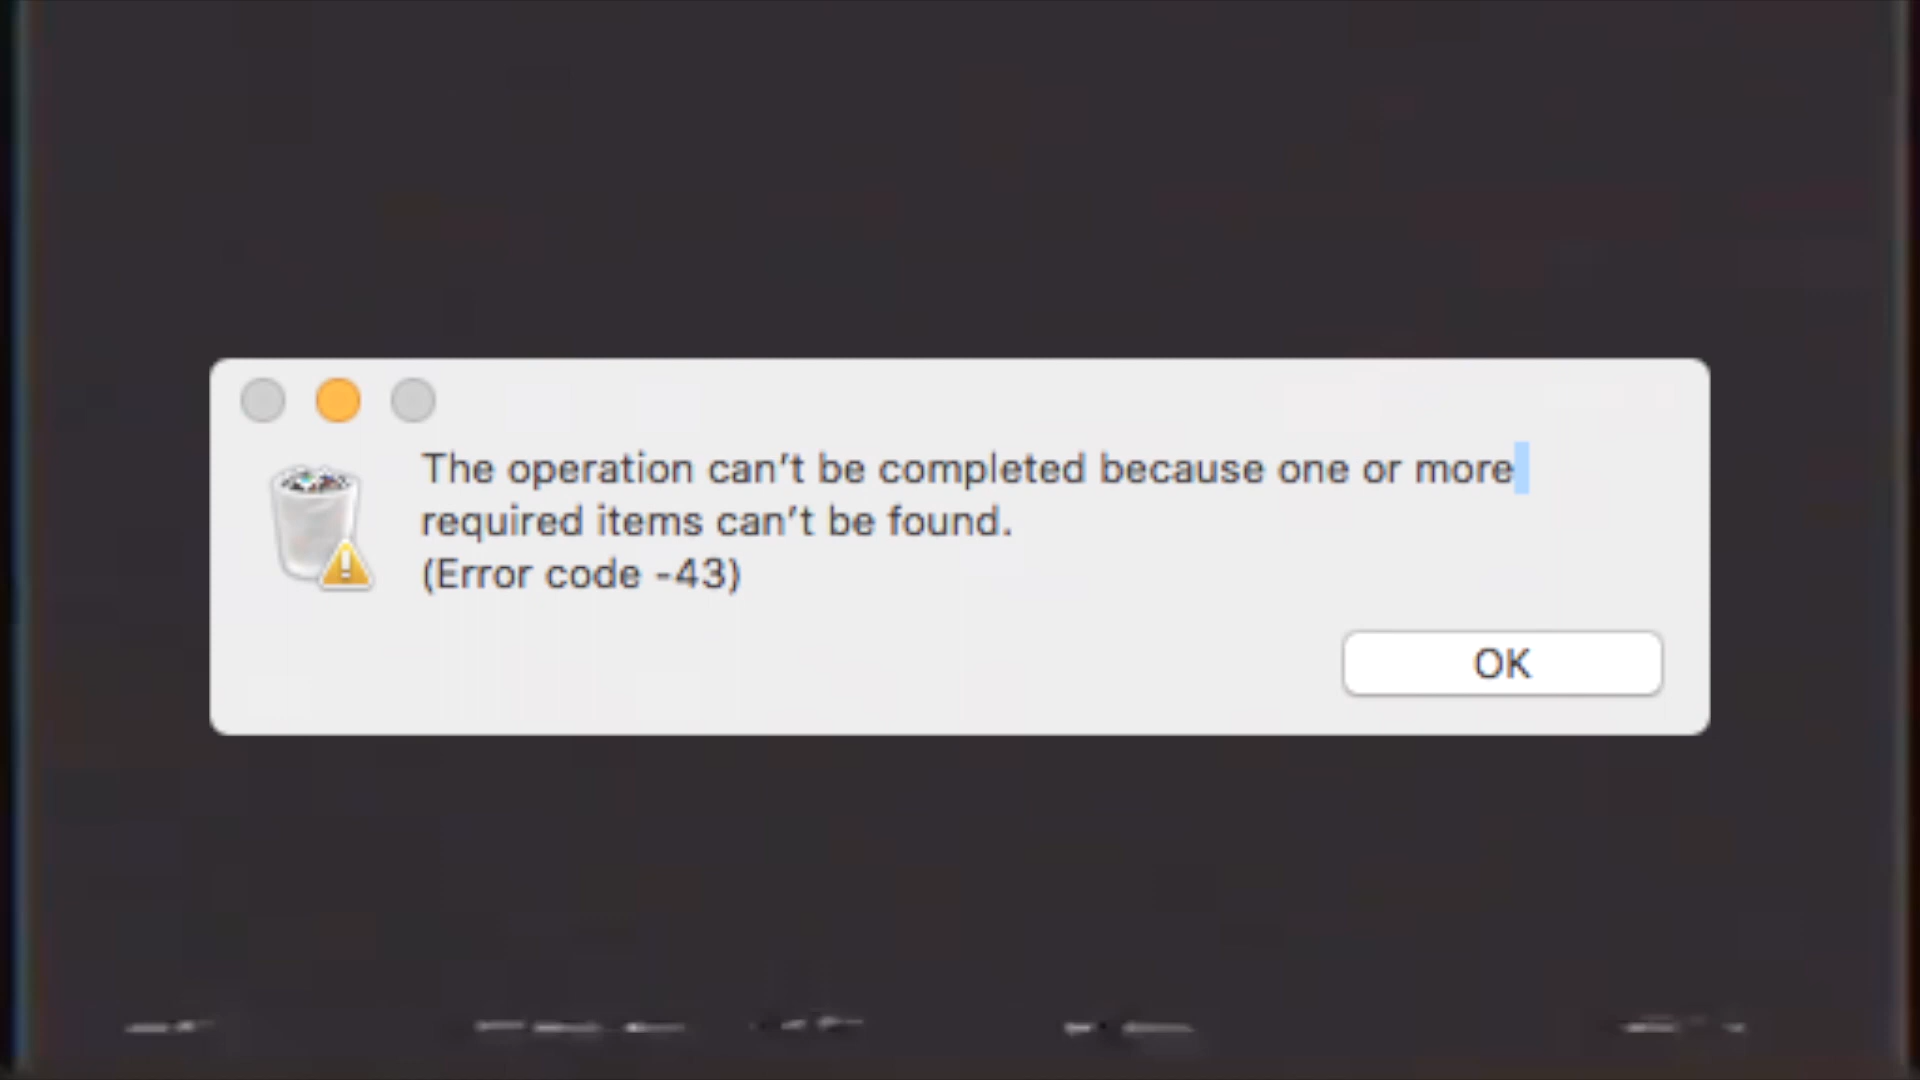 The operation can’t be completed because one or more
required items can’t be found.
(Error code -43)
OK